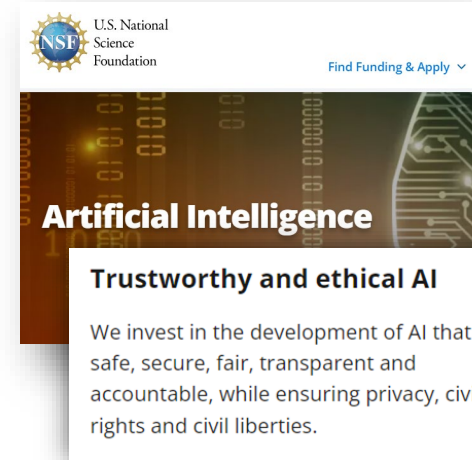 NSF
U.S. National
Science
Foundation
Find Funding & Apply
Artificial Intelligence
Trustworthy and ethical AI
We invest in the development of AI that
safe, secure, fair, transparent and
accountable, while ensuring privacy, civ
rights and civil liberties.